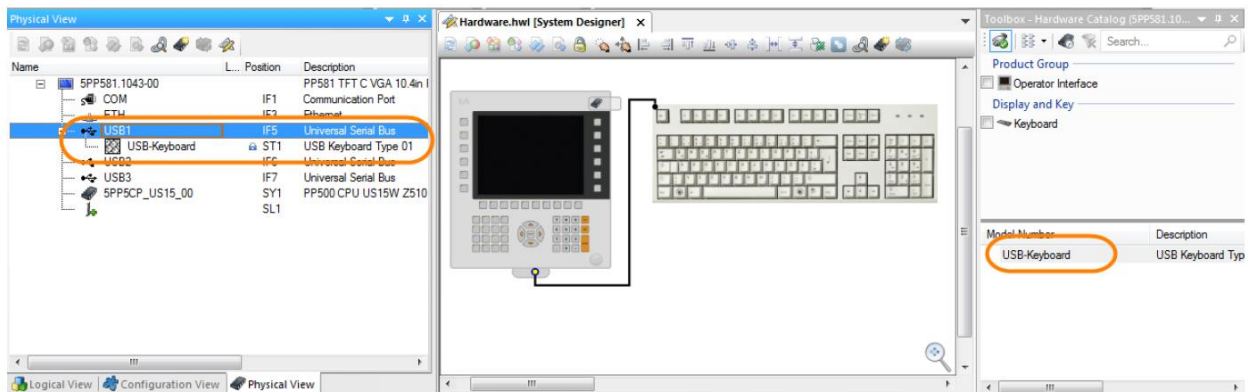 Physical View
Name L... Position Description
5PP581.1043-00 PP581 TFT C VGA 10.4in
COM IF1 Communication Port
ETH IF3 Ethernet
USB1 IF5 Universal Serial Bus
USB-Keyboard ST1 USB Keyboard Type 01
USB2 IF6 Universal Serial Bus
USB3 IF7 Universal Serial Bus
5PP5CP_US15_00 SY1 PP500 CPU US15W Z510
SL1
Logical View Configuration View Physical View
Hardware.hwl [System Designer] X
Toolbox - Hardware Catalog (5PP581.10...
Search...
Product Group
Operator Interface
Display and Key
Keyboard
Model Number Description
USB-Keyboard USB Keyboard Typ